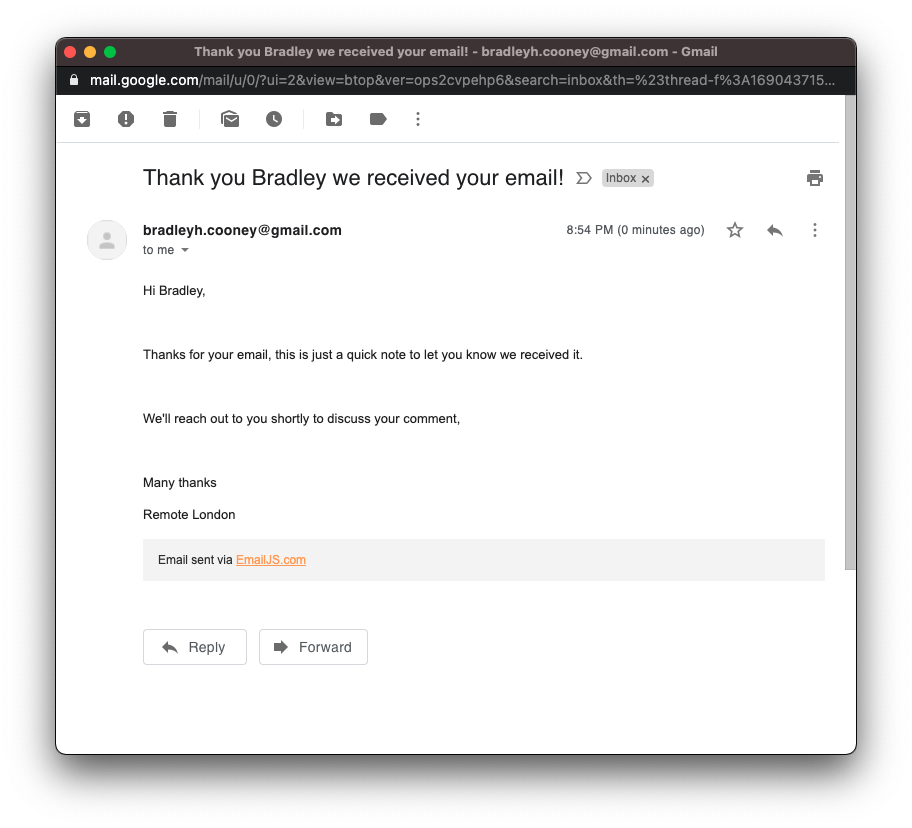 Thank you Bradley we received your email! - bradleyh.cooney@gmail.com - Gmail
mail.google.com/mail/u/0/?ui=2&view=btop&ver=ops2cvpehp6&search=inbox&th=%23thread-f%3A169043715...
Thank you Bradley we received your email! Inbox x
bradleyh.cooney@gmail.com 8:54 PM (0 minutes ago)
to me
Hi Bradley,
Thanks for your email, this is just a quick note to let you know we received it.
We'll reach out to you shortly to discuss your comment,
Many thanks
Remote London
Email sent via EmailJS.com
Reply Forward